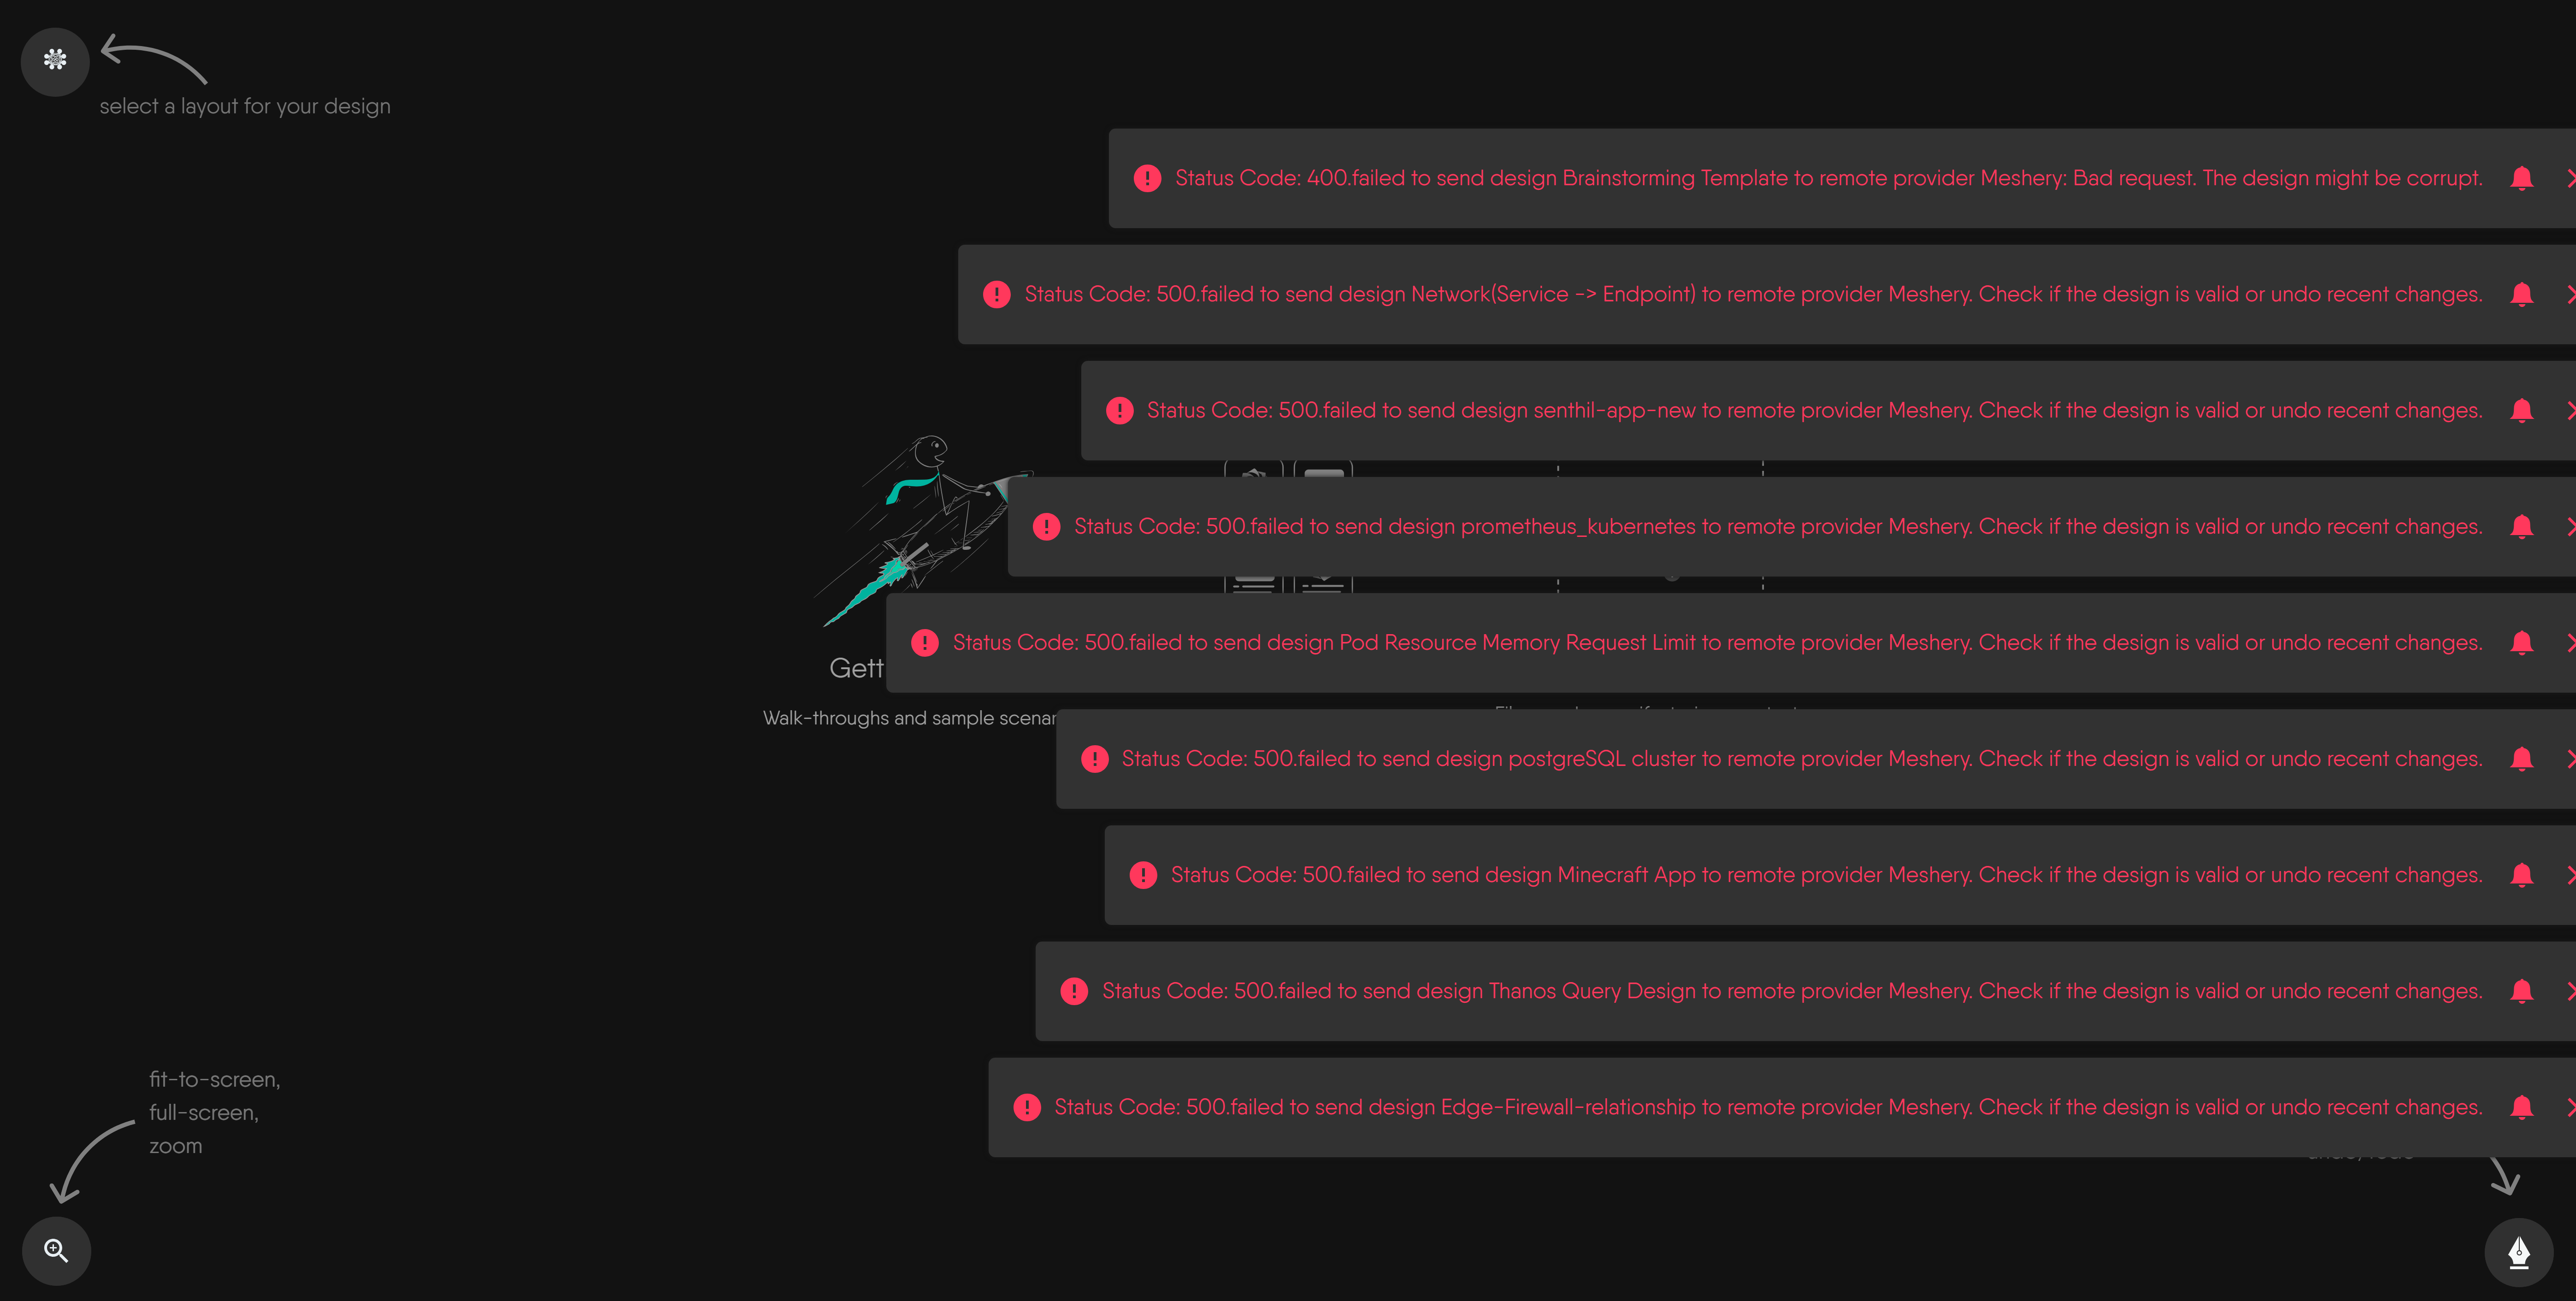 select a layout for your design
Status Code: 400.failed to send design Brainstorming Template to remote provider Meshery: Bad request. The design might be corrupt.
Status Code: 500.failed to send design Network(Service -> Endpoint) to remote provider Meshery. Check if the design is valid or undo recent changes.
Status Code: 500.failed to send design senthil-app-new to remote provider Meshery. Check if the design is valid or undo recent changes.
Status Code: 500.failed to send design prometheus_kubernetes to remote provider Meshery. Check if the design is valid or undo recent changes.
Status Code: 500.failed to send design Pod Resource Memory Request Limit to remote provider Meshery. Check if the design is valid or undo recent changes.
Gett
Walk-throughs and sample scenar
Status Code: 500.failed to send design postgreSQL cluster to remote provider Meshery. Check if the design is valid or undo recent changes.
Status Code: 500.failed to send design Minecraft App to remote provider Meshery. Check if the design is valid or undo recent changes.
Status Code: 500.failed to send design Thanos Query Design to remote provider Meshery. Check if the design is valid or undo recent changes.
Status Code: 500.failed to send design Edge-Firewall-relationship to remote provider Meshery. Check if the design is valid or undo recent changes.
fit-to-screen,
full-screen,
zoom